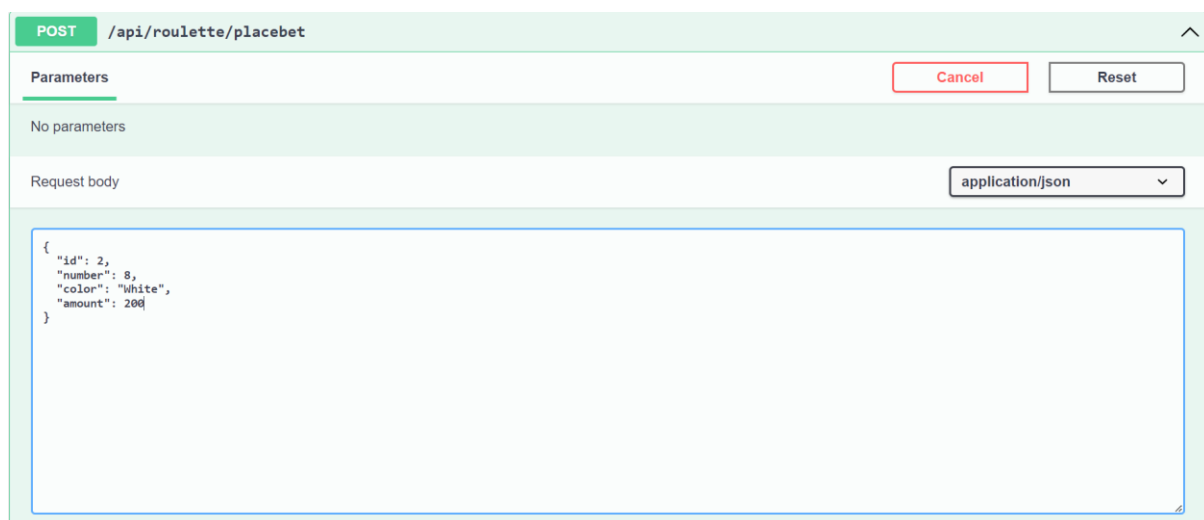 POST /api/roulette/placebet
Parameters Cancel Reset
No parameters
Request body application/json
{
  "id": 2,
  "number": 8,
  "color": "White",
  "amount": 200
}